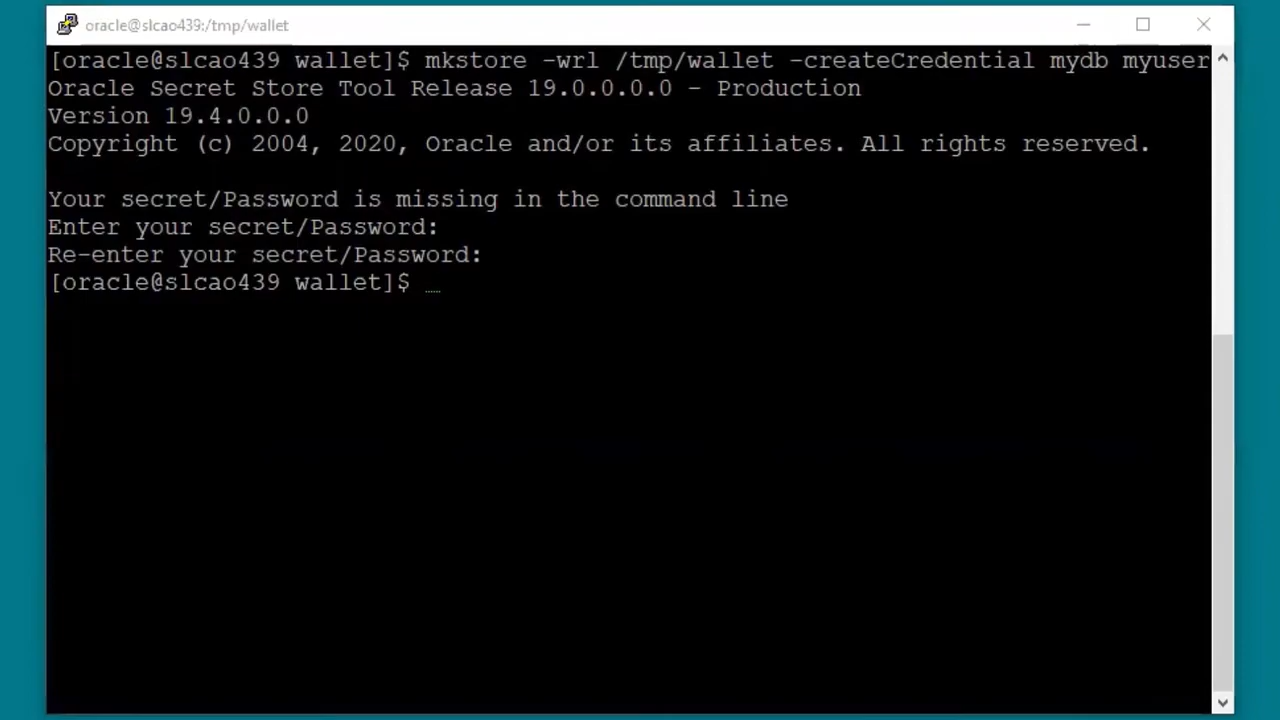 oracle@slcao439:/tmp/wallet
[oracle@slcao439 wallet]$ mkstore -wrl /tmp/wallet -createCredential mydb myuser
Oracle Secret Store Tool Release 19.0.0.0.0 - Production
Version 19.4.0.0.0
Copyright (c) 2004, 2020, Oracle and/or its affiliates. All rights reserved.
Your secret/Password is missing in the command line
Enter your secret/Password:
Re-enter your secret/Password:
[oracle@slcao439 wallet]$